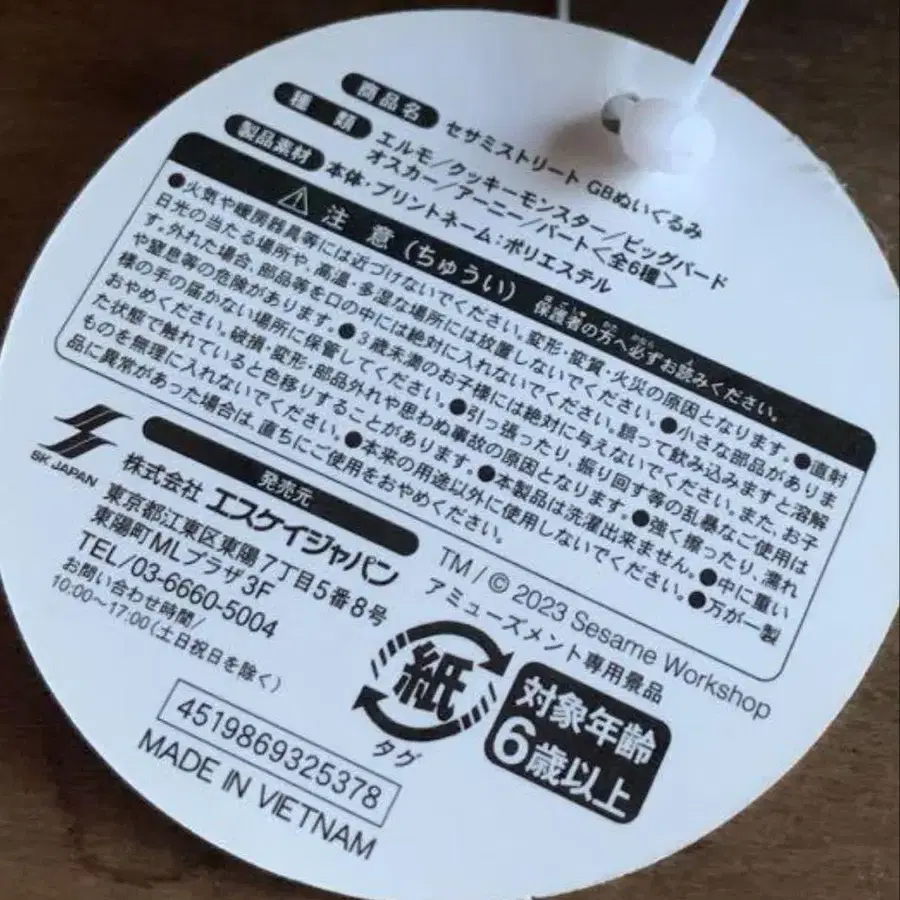 商品名 セサミストリート GBぬいぐるみ
種類 エルモ/クッキーモンスター/ビッグバード
オスカー/アーニー/バート<全6種>
製品素材 本体・プリントネーム:ポリエステル
注意(ちゅうい) 保護者の方へ必ずお読みください。
●火気や暖房器具等には近づけないでください。変形・変質・火災の原因となります。●直射
日光の当たる場所や、高温・多湿な場所には放置しないでください。●小さな部品がありま
す。外れた場合、部品等を口の中には絶対に入れないでください。誤って飲み込みますと溶解
や窒息等の危険があります。●3歳未満のお子様には絶対に与えないでください。また、お子
様の手の届かない場所に保管してください。●引っ張ったり、振り回す等の乱暴なご使用は
おやめください。破損・変形・部品外れや思わぬ事故の原因となります。●強く擦ったり、濡れ
た状態で触れていると色移りすることがあります。●本製品は洗濯出来ません。●中に重い
ものを無理に入れないでください。●本来の用途以外に使用しないでください。●万が一製
品に異常があった場合は、直ちにご使用をおやめください。
発売元
SK JAPAN
株式会社 エスケイジャパン
東京都江東区東陽7丁目5番8号
東陽町MLプラザ3F
TEL/03-6660-5004
お問い合わせ時間/
10:00〜17:00(土日祝日を除く)
TM/© 2023 Sesame Workshop
アミューズメント専用景品
紙
タグ
対象年齢
6歳以上
4519869325378
MADE IN VIETNAM